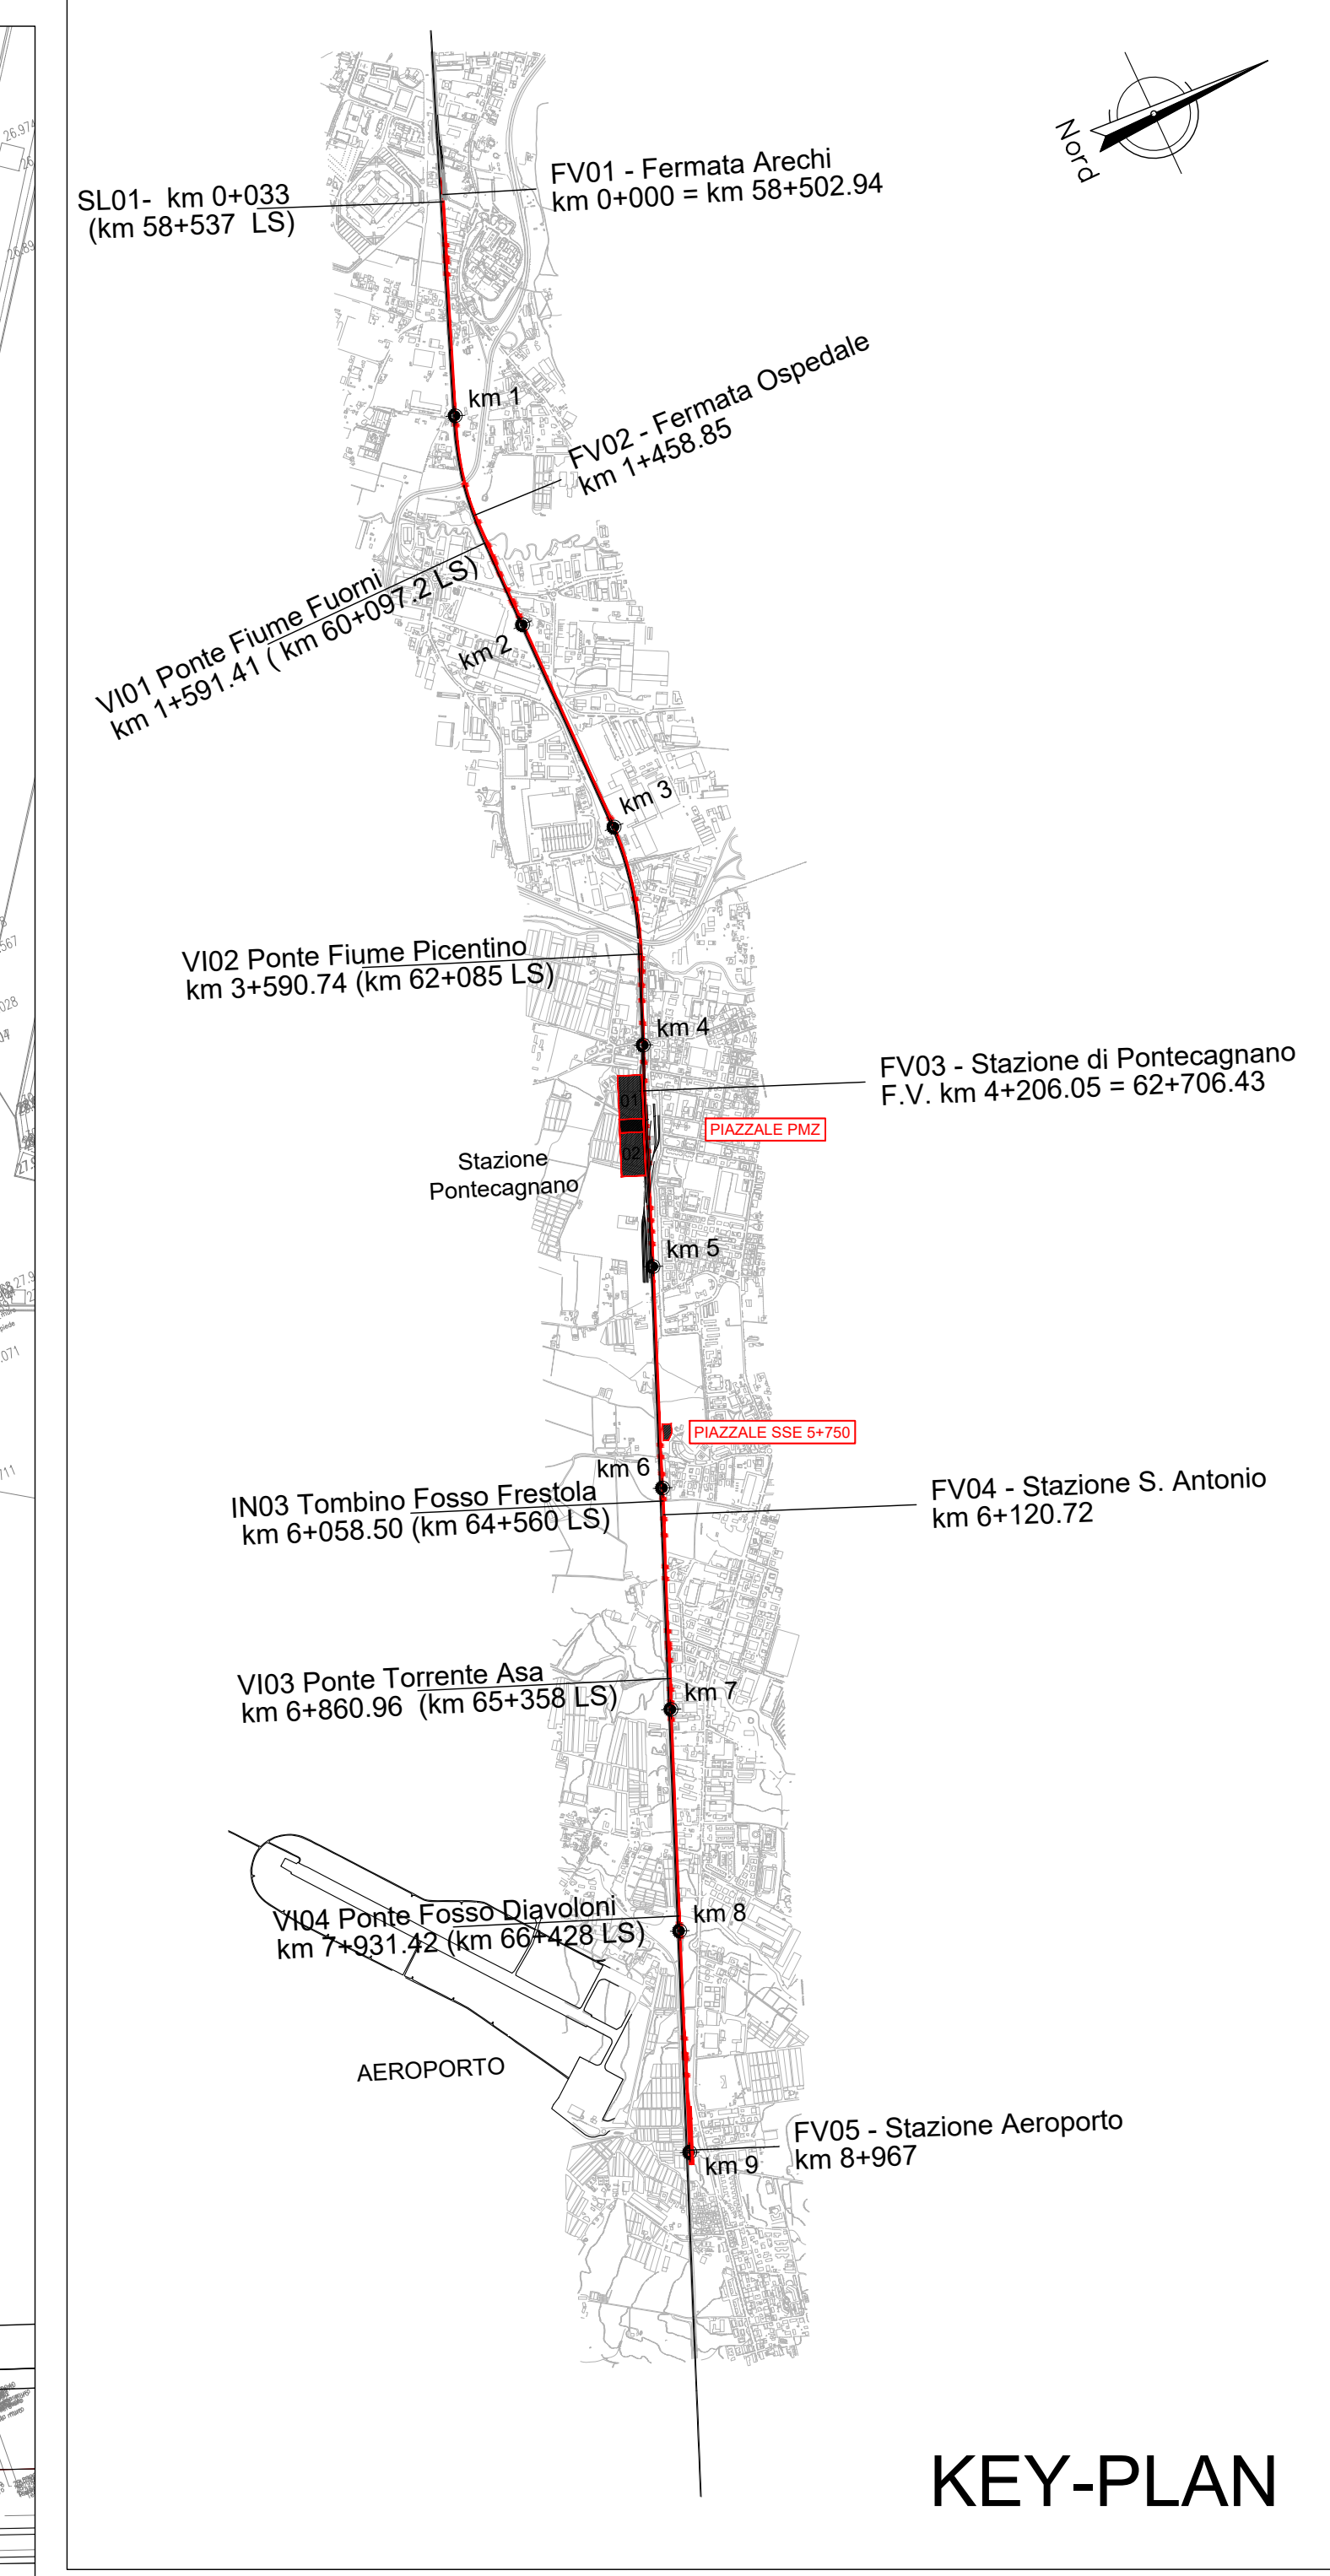 Nord
FV01 - Fermata Arechi
km 0+000 = km 58+502.94
SL01- km 0+033
(km 58+537 LS)
km 1
FV02 - Fermata Ospedale
km 1+458.85
VI01 Ponte Fiume Fuorni
km 1+591.41 ( km 60+097.2 LS)
km 2
km 3
VI02 Ponte Fiume Picentino
km 3+590.74 (km 62+085 LS)
km 4
FV03 - Stazione di Pontecagnano
F.V. km 4+206.05 = 62+706.43
01
PIAZZALE PMZ
02
Stazione
Pontecagnano
km 5
PIAZZALE SSE 5+750
km 6
FV04 - Stazione S. Antonio
km 6+120.72
IN03 Tombino Fosso Frestola
km 6+058.50 (km 64+560 LS)
VI03 Ponte Torrente Asa
km 6+860.96 (km 65+358 LS)
km 7
VI04 Ponte Fosso Diavoloni
km 7+931.42 (km 66+428 LS)
km 8
AEROPORTO
FV05 - Stazione Aeroporto
km 8+967
km 9
KEY-PLAN